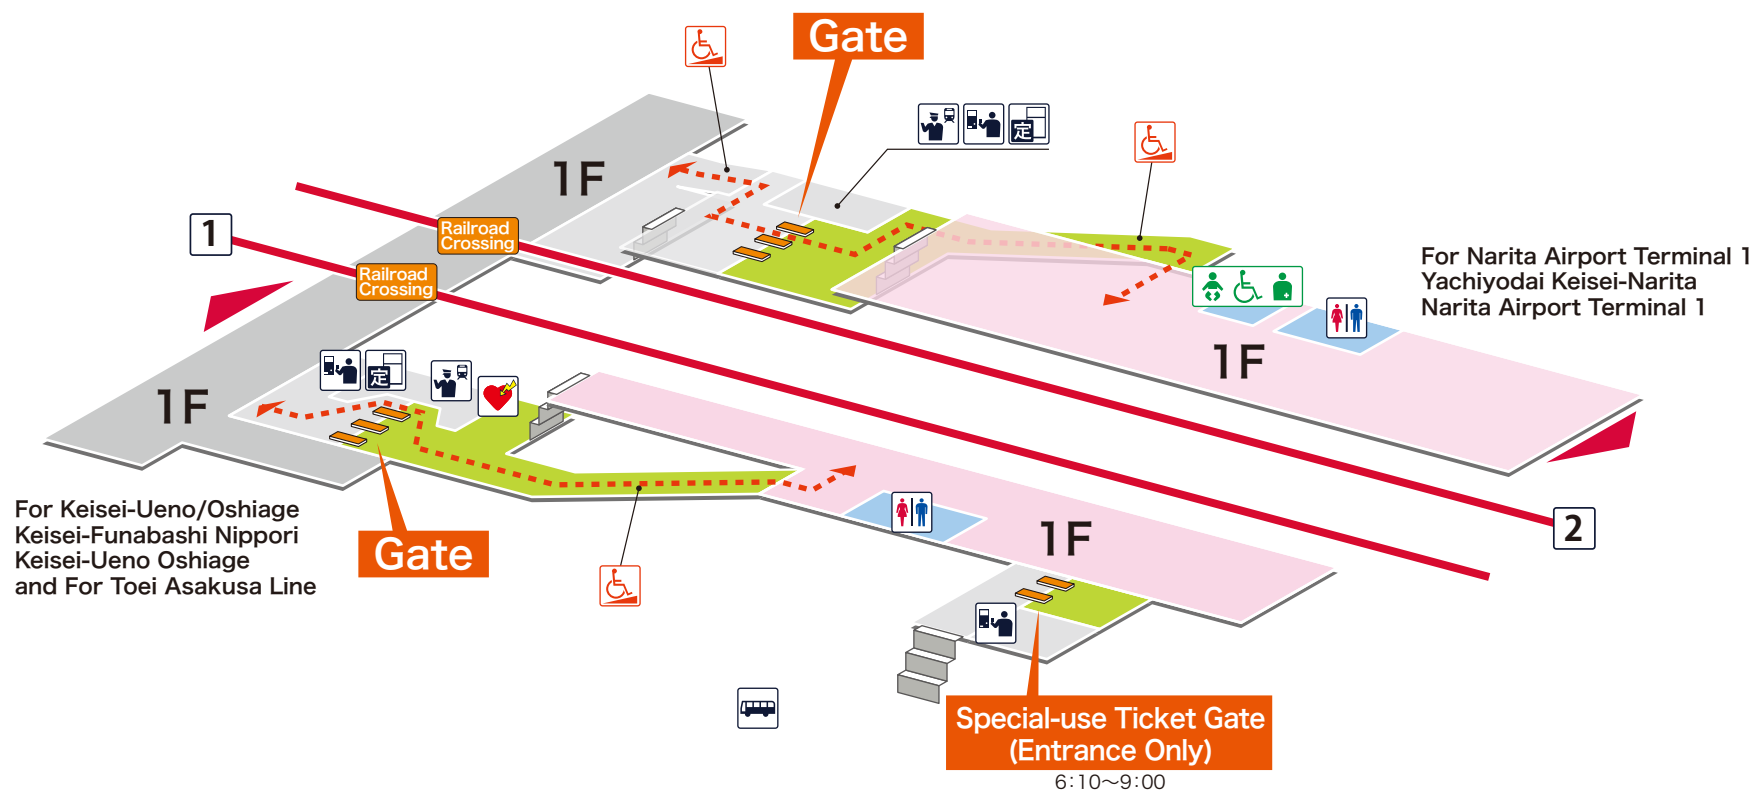 Gate
定
1F
1
Railroad
Crossing
Railroad
Crossing
For Narita Airport Terminal 1
Yachiyodai Keisei-Narita
Narita Airport Terminal 1
1F
定
1F
For Keisei-Ueno/Oshiage
Keisei-Funabashi Nippori
Keisei-Ueno Oshiage
and For Toei Asakusa Line
Gate
1F
2
Special-use Ticket Gate
(Entrance Only)
6:10〜9:00